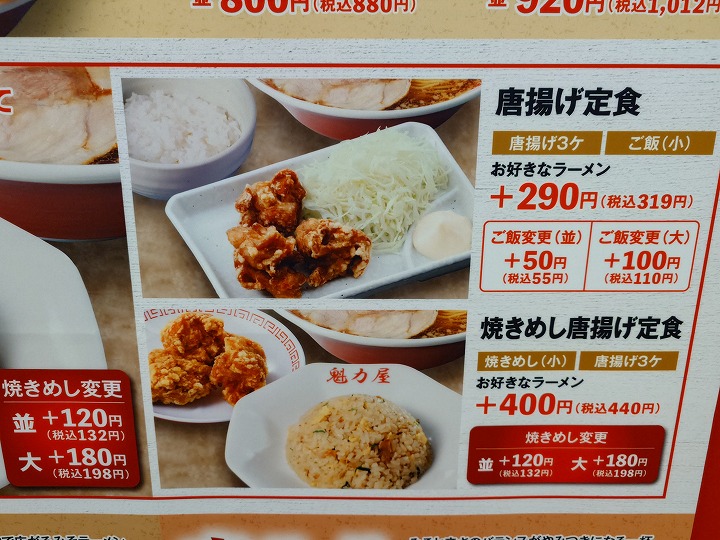 並 800円(税込880円)
並 920円(税込1,012円
て
唐揚げ定食
唐揚げ3ケ ご飯(小)
お好きなラーメン
+290円(税込319円)
ご飯変更(並) ご飯変更(大)
+50円 +100円
(税込55円) (税込110円)
焼きめし唐揚げ定食
焼きめし(小) 唐揚げ3ケ
お好きなラーメン
+400円(税込440円)
焼きめし変更
並 +120円 大 +180円
(税込132円) (税込198円)
魁力屋
焼きめし変更
並 +120円
(税込132円)
大 +180円
(税込198円)